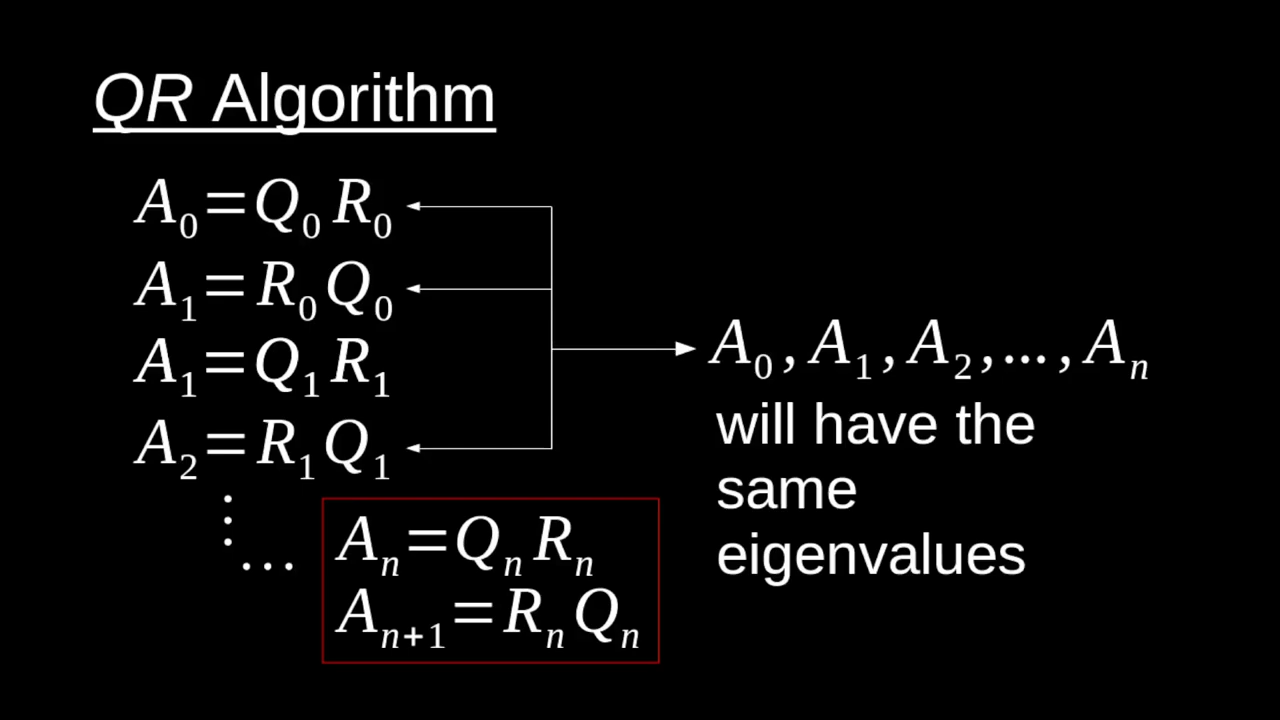 QR Algorithm
A₀=Q₀R₀
A₁=R₀Q₀
A₁=Q₁R₁
A₂=R₁Q₁
⋮
...
Aₙ=QₙRₙ
Aₙ₊₁=RₙQₙ
A₀, A₁, A₂,..., Aₙ
will have the
same
eigenvalues